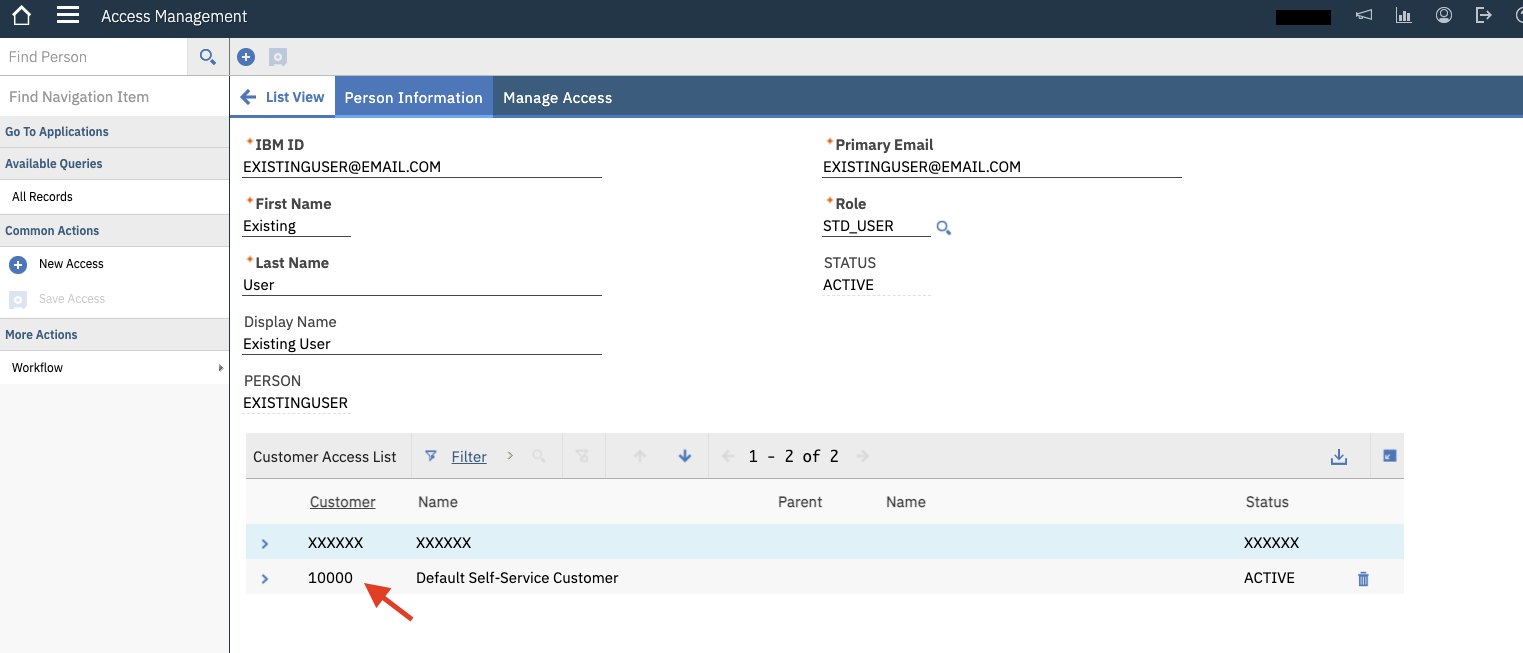 Access Management
Find Person
Find Navigation Item
Go To Applications
Available Queries
All Records
Common Actions
New Access
Save Access
More Actions
Workflow
List View Person Information Manage Access
*IBM ID
EXISTINGUSER@EMAIL.COM
*Primary Email
EXISTINGUSER@EMAIL.COM
*First Name
Existing
*Role
STD_USER
*Last Name
User
STATUS
ACTIVE
Display Name
Existing User
PERSON
EXISTINGUSER
Customer Access List Filter 1 - 2 of 2
Customer Name Parent Name Status
XXXXXX XXXXXX XXXXXX
10000 Default Self-Service Customer ACTIVE